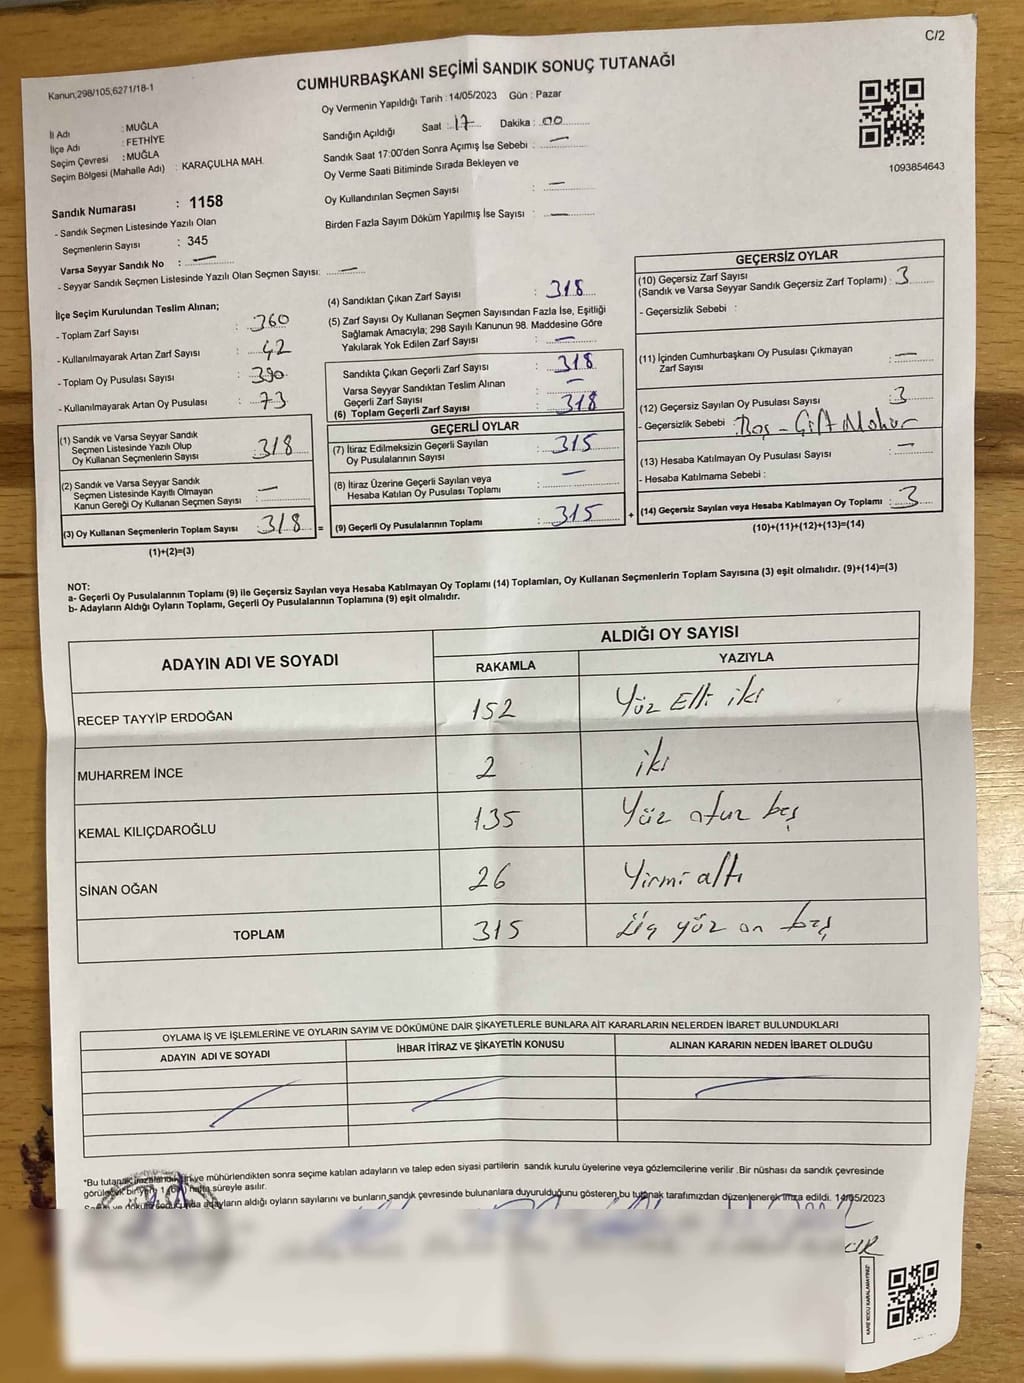 C/2
Kanun;298/105,6271/18-1
CUMHURBAŞKANI SEÇİMİ SANDIK SONUÇ TUTANAĞI
Oy Vermenin Yapıldığı Tarih : 14/05/2023 Gün : Pazar
İl Adı : MUĞLA
İlçe Adı : FETHİYE
Seçim Çevresi : MUĞLA
Seçim Bölgesi (Mahalle Adı) : KARAÇULHA MAH.
Sandığın Açıldığı Saat : 17 Dakika : 00
Sandık Saat 17:00'den Sonra Açımış İse Sebebi : —
Oy Verme Saati Bitiminde Sırada Bekleyen ve
Oy Kullandırılan Seçmen Sayısı : —
Birden Fazla Sayım Döküm Yapılmış İse Sayısı : —
1093854643
Sandık Numarası : 1158
- Sandık Seçmen Listesinde Yazılı Olan
Seçmenlerin Sayısı : 345
Varsa Seyyar Sandık No : —
- Seyyar Sandık Seçmen Listesinde Yazılı Olan Seçmen Sayısı: —
İlçe Seçim Kurulundan Teslim Alınan;
- Toplam Zarf Sayısı : 360
- Kullanılmayarak Artan Zarf Sayısı : 42
- Toplam Oy Pusulası Sayısı : 390
- Kullanılmayarak Artan Oy Pusulası : 73
(1) Sandık ve Varsa Seyyar Sandık
Seçmen Listesinde Yazılı Olup
Oy Kullanan Seçmenlerin Sayısı : 318
(2) Sandık ve Varsa Seyyar Sandık
Seçmen Listesinde Kayıtlı Olmayan
Kanun Gereği Oy Kullanan Seçmen Sayısı : —
(3) Oy Kullanan Seçmenlerin Toplam Sayısı : 318 =
(1)+(2)=(3)
(4) Sandıktan Çıkan Zarf Sayısı : 318
(5) Zarf Sayısı Oy Kullanan Seçmen Sayısından Fazla İse, Eşitliği
Sağlamak Amacıyla; 298 Sayılı Kanunun 98. Maddesine Göre
Yakılarak Yok Edilen Zarf Sayısı : —
Sandıkta Çıkan Geçerli Zarf Sayısı : 318
Varsa Seyyar Sandıktan Teslim Alınan
Geçerli Zarf Sayısı : —
(6) Toplam Geçerli Zarf Sayısı : 318
GEÇERLİ OYLAR
(7) İtiraz Edilmeksizin Geçerli Sayılan
Oy Pusulalarının Sayısı : 315
(8) İtiraz Üzerine Geçerli Sayılan veya
Hesaba Katılan Oy Pusulası Toplamı : —
(9) Geçerli Oy Pusulalarının Toplamı : 315 +
GEÇERSİZ OYLAR
(10) Geçersiz Zarf Sayısı
(Sandık ve Varsa Seyyar Sandık Geçersiz Zarf Toplamı) : 3
- Geçersizlik Sebebi :
(11) İçinden Cumhurbaşkanı Oy Pusulası Çıkmayan
Zarf Sayısı : —
(12) Geçersiz Sayılan Oy Pusulası Sayısı : 3
- Geçersizlik Sebebi : Boş - Çift Mühür
(13) Hesaba Katılmayan Oy Pusulası Sayısı : —
- Hesaba Katılmama Sebebi :
(14) Geçersiz Sayılan veya Hesaba Katılmayan Oy Toplamı : 3
(10)+(11)+(12)+(13)=(14)
NOT:
a- Geçerli Oy Pusulalarının Toplamı (9) ile Geçersiz Sayılan veya Hesaba Katılmayan Oy Toplamı (14) Toplamları, Oy Kullanan Seçmenlerin Toplam Sayısına (3) eşit olmalıdır. (9)+(14)=(3)
b- Adayların Aldığı Oyların Toplamı, Geçerli Oy Pusulalarının Toplamına (9) eşit olmalıdır.
ADAYIN ADI VE SOYADI
ALDIĞI OY SAYISI
RAKAMLA YAZIYLA
RECEP TAYYİP ERDOĞAN 152 Yüz Elli iki
MUHARREM İNCE 2 iki
KEMAL KILIÇDAROĞLU 135 Yüz otuz beş
SİNAN OĞAN 26 Yirmi altı
TOPLAM 315 Üç yüz on beş
OYLAMA İŞ VE İŞLEMLERİNE VE OYLARIN SAYIM VE DÖKÜMÜNE DAİR ŞİKAYETLERLE BUNLARA AİT KARARLARIN NELERDEN İBARET BULUNDUKLARI
ADAYIN ADI VE SOYADI İHBAR İTİRAZ VE ŞİKAYETİN KONUSU ALINAN KARARIN NEDEN İBARET OLDUĞU
*Bu tutanak mühürlendikten sonra seçime katılan adayların ve talep eden siyasi partilerin sandık kurulu üyelerine veya gözlemcilerine verilir .Bir nüshası da sandık çevresinde
süreyle asılır.
aldığı oyların sayılarını ve bunların sandık çevresinde bulunanlara duyurulduğunu gösteren bu tutanak tarafımızdan düzenlenerek imza edildi. 14/05/2023